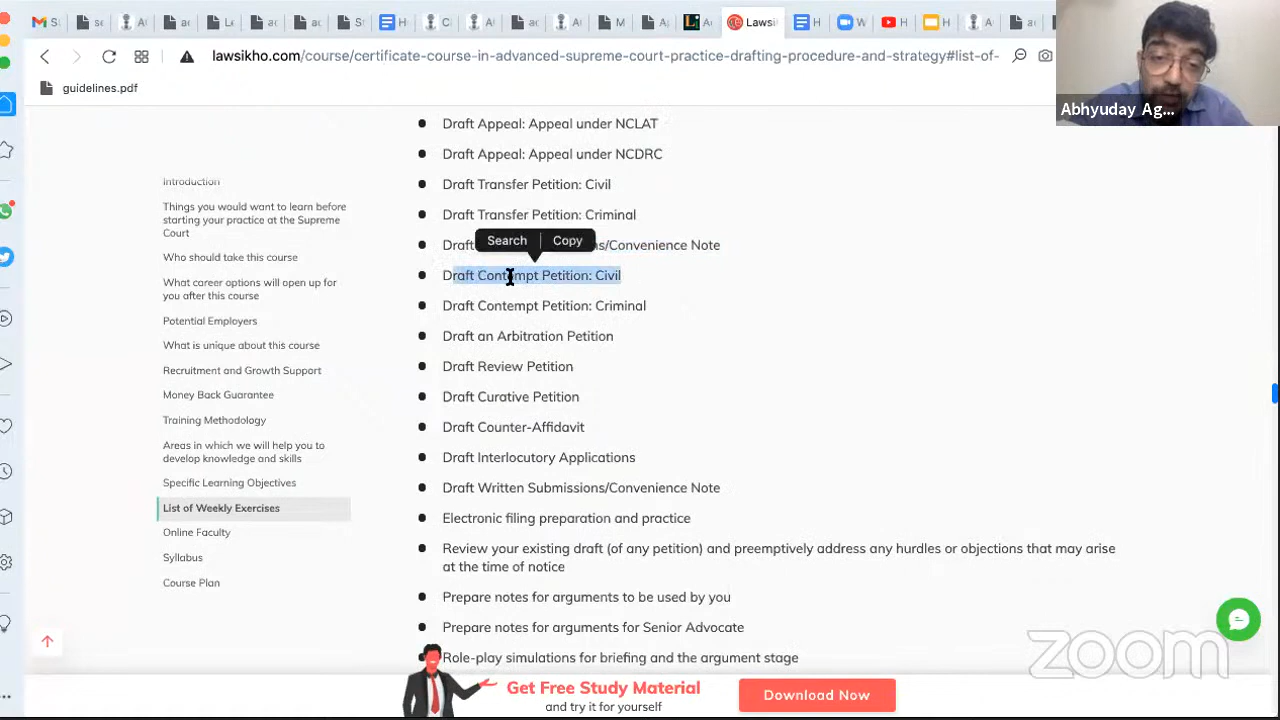 S
se
A
ac
Le
ac
ac
St
H
C
A
ac
A
M
A
A
Lawsik
H
W
H
H
A
ac
lawsikho.com/course/certificate-course-in-advanced-supreme-court-practice-drafting-procedure-and-strategy#list-of-
guidelines.pdf
Abhyuday Ag...
Introduction
Things you would want to learn before
starting your practice at the Supreme
Court
Who should take this course
What career options will open up for
you after this course
Potential Employers
What is unique about this course
Recruitment and Growth Support
Money Back Guarantee
Training Methodology
Areas in which we will help you to
develop knowledge and skills
Specific Learning Objectives
List of Weekly Exercises
Online Faculty
Syllabus
Course Plan
Draft Appeal: Appeal under NCLAT
Draft Appeal: Appeal under NCDRC
Draft Transfer Petition: Civil
Draft Transfer Petition: Criminal
Draft ns/Convenience Note
Search Copy
Draft Contempt Petition: Civil
Draft Contempt Petition: Criminal
Draft an Arbitration Petition
Draft Review Petition
Draft Curative Petition
Draft Counter-Affidavit
Draft Interlocutory Applications
Draft Written Submissions/Convenience Note
Electronic filing preparation and practice
Review your existing draft (of any petition) and preemptively address any hurdles or objections that may arise
at the time of notice
Prepare notes for arguments to be used by you
Prepare notes for arguments for Senior Advocate
Role-play simulations for briefing and the argument stage
zoom
Get Free Study Material
and try it for yourself
Download Now